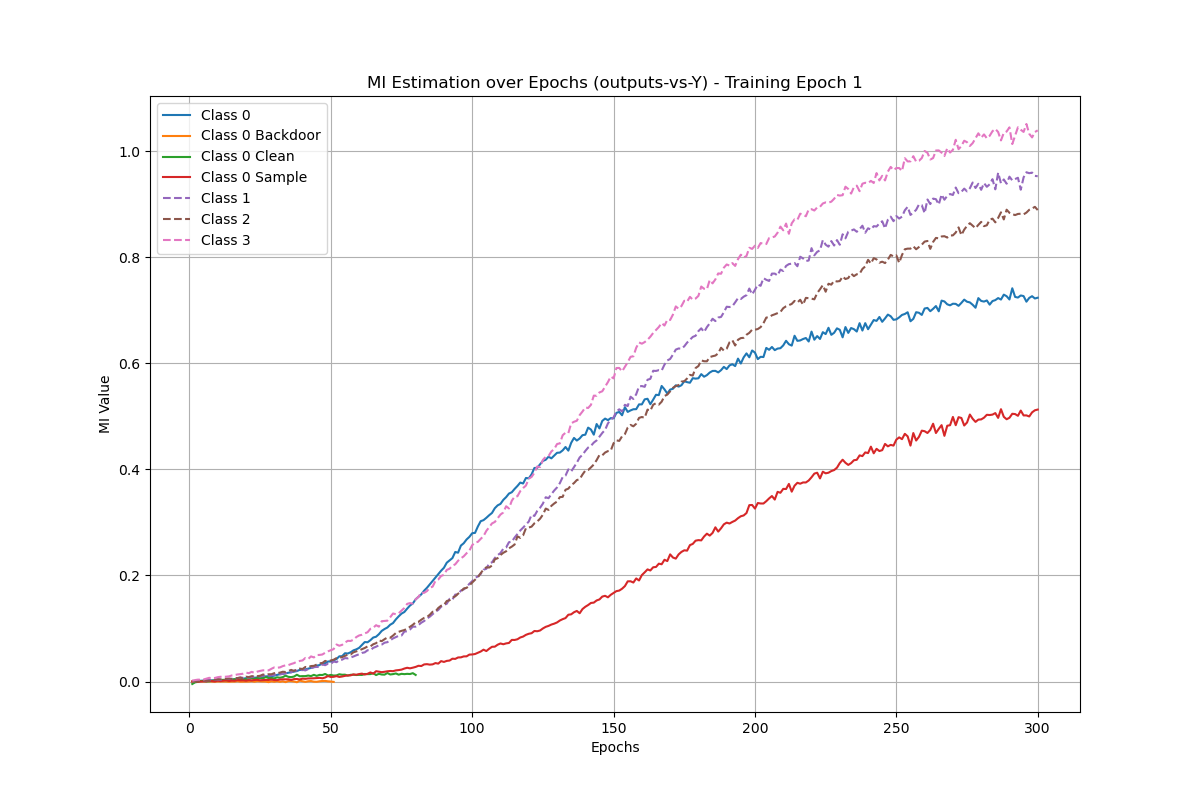 MI Estimation over Epochs (outputs-vs-Y) - Training Epoch 1
Class 0
Class 0 Backdoor
Class 0 Clean
Class 0 Sample
Class 1
Class 2
Class 3
MI Value
1.0
0.8
0.6
0.4
0.2
0.0
0 50 100 150 200 250 300
Epochs